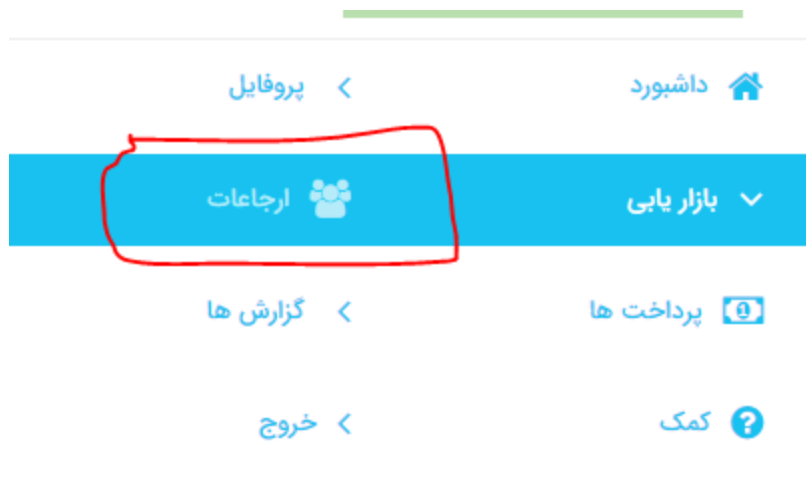 داشبورد پروفایل
بازار یابی ارجاعات
پرداخت ها گزارش ها
کمک خروج